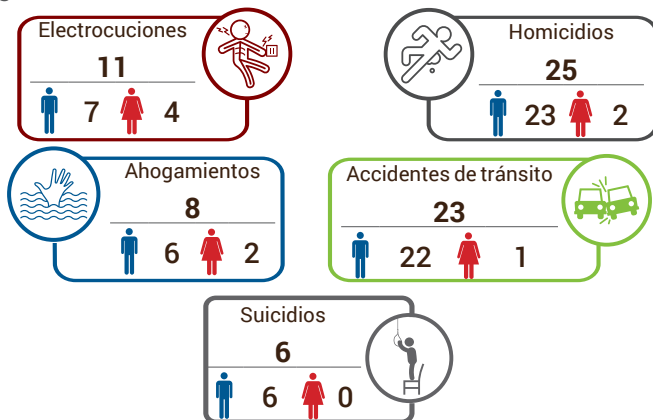 Electrocuciones
11
7 4
Homicidios
25
23 2
Ahogamientos
8
6 2
Accidentes de tránsito
23
22 1
Suicidios
6
6 0